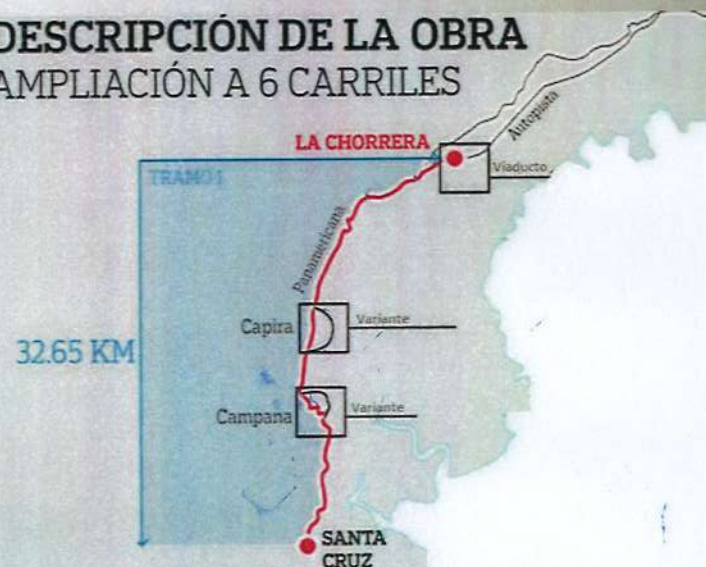 DESCRIPCIÓN DE LA OBRA
AMPLIACIÓN A 6 CARRILES
Autopista
LA CHORRERA
TRAMO 1
Viaducto
Panamericana
Capira
Variante
32.65 KM
Campana
Variante
SANTA
CRUZ